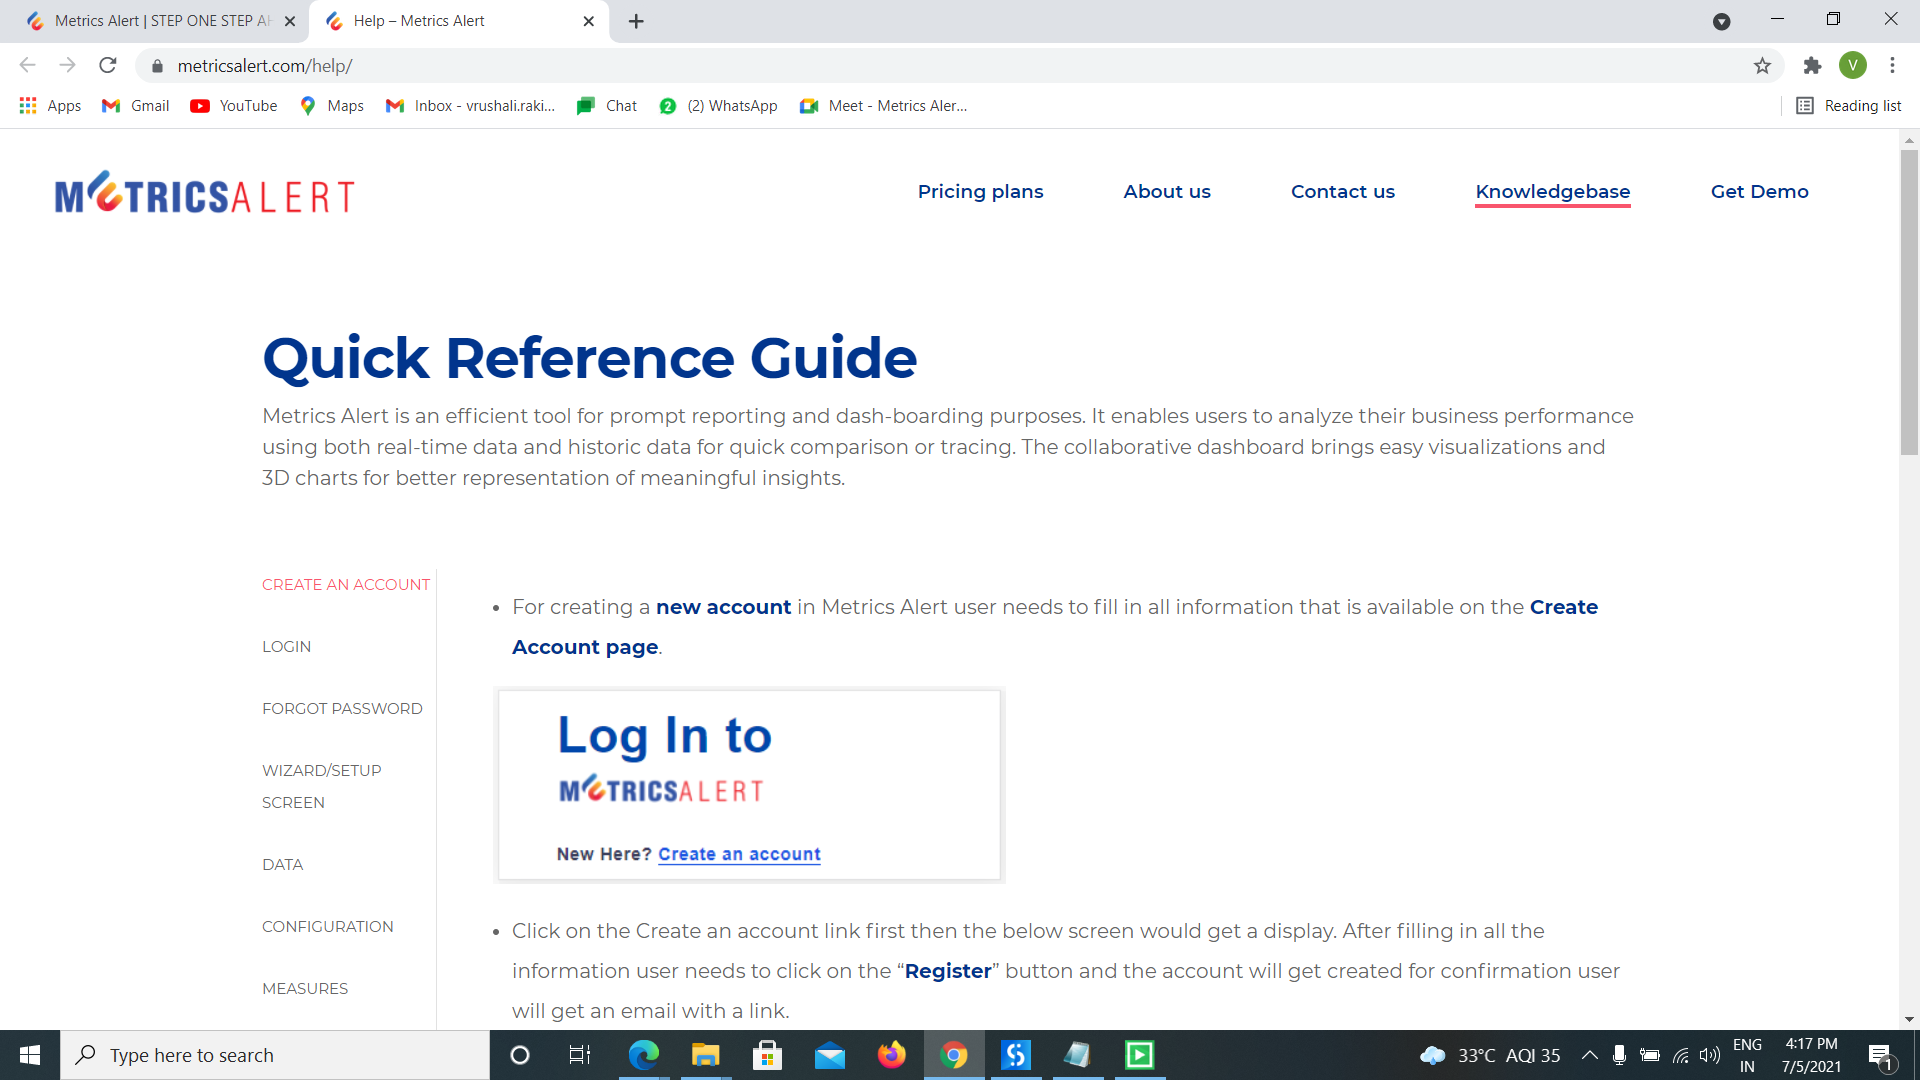 Metrics Alert | STEP ONE STEP AH
Help – Metrics Alert
metricsalert.com/help/
V
Apps
Gmail
YouTube
Maps
Inbox - vrushali.raki...
Chat
2
(2) WhatsApp
Meet - Metrics Aler...
Reading list
METRICSALERT
Pricing plans
About us
Contact us
Knowledgebase
Get Demo
Quick Reference Guide
Metrics Alert is an efficient tool for prompt reporting and dash-boarding purposes. It enables users to analyze their business performance
using both real-time data and historic data for quick comparison or tracing. The collaborative dashboard brings easy visualizations and
3D charts for better representation of meaningful insights.
CREATE AN ACCOUNT
LOGIN
FORGOT PASSWORD
WIZARD/SETUP
SCREEN
DATA
CONFIGURATION
MEASURES
• For creating a new account in Metrics Alert user needs to fill in all information that is available on the Create
Account page.
Log In to
METRICSALERT
New Here? Create an account
• Click on the Create an account link first then the below screen would get a display. After filling in all the
information user needs to click on the “Register” button and the account will get created for confirmation user
will get an email with a link.
Type here to search
33°C AQI 35
ENG
IN
4:17 PM
7/5/2021
1